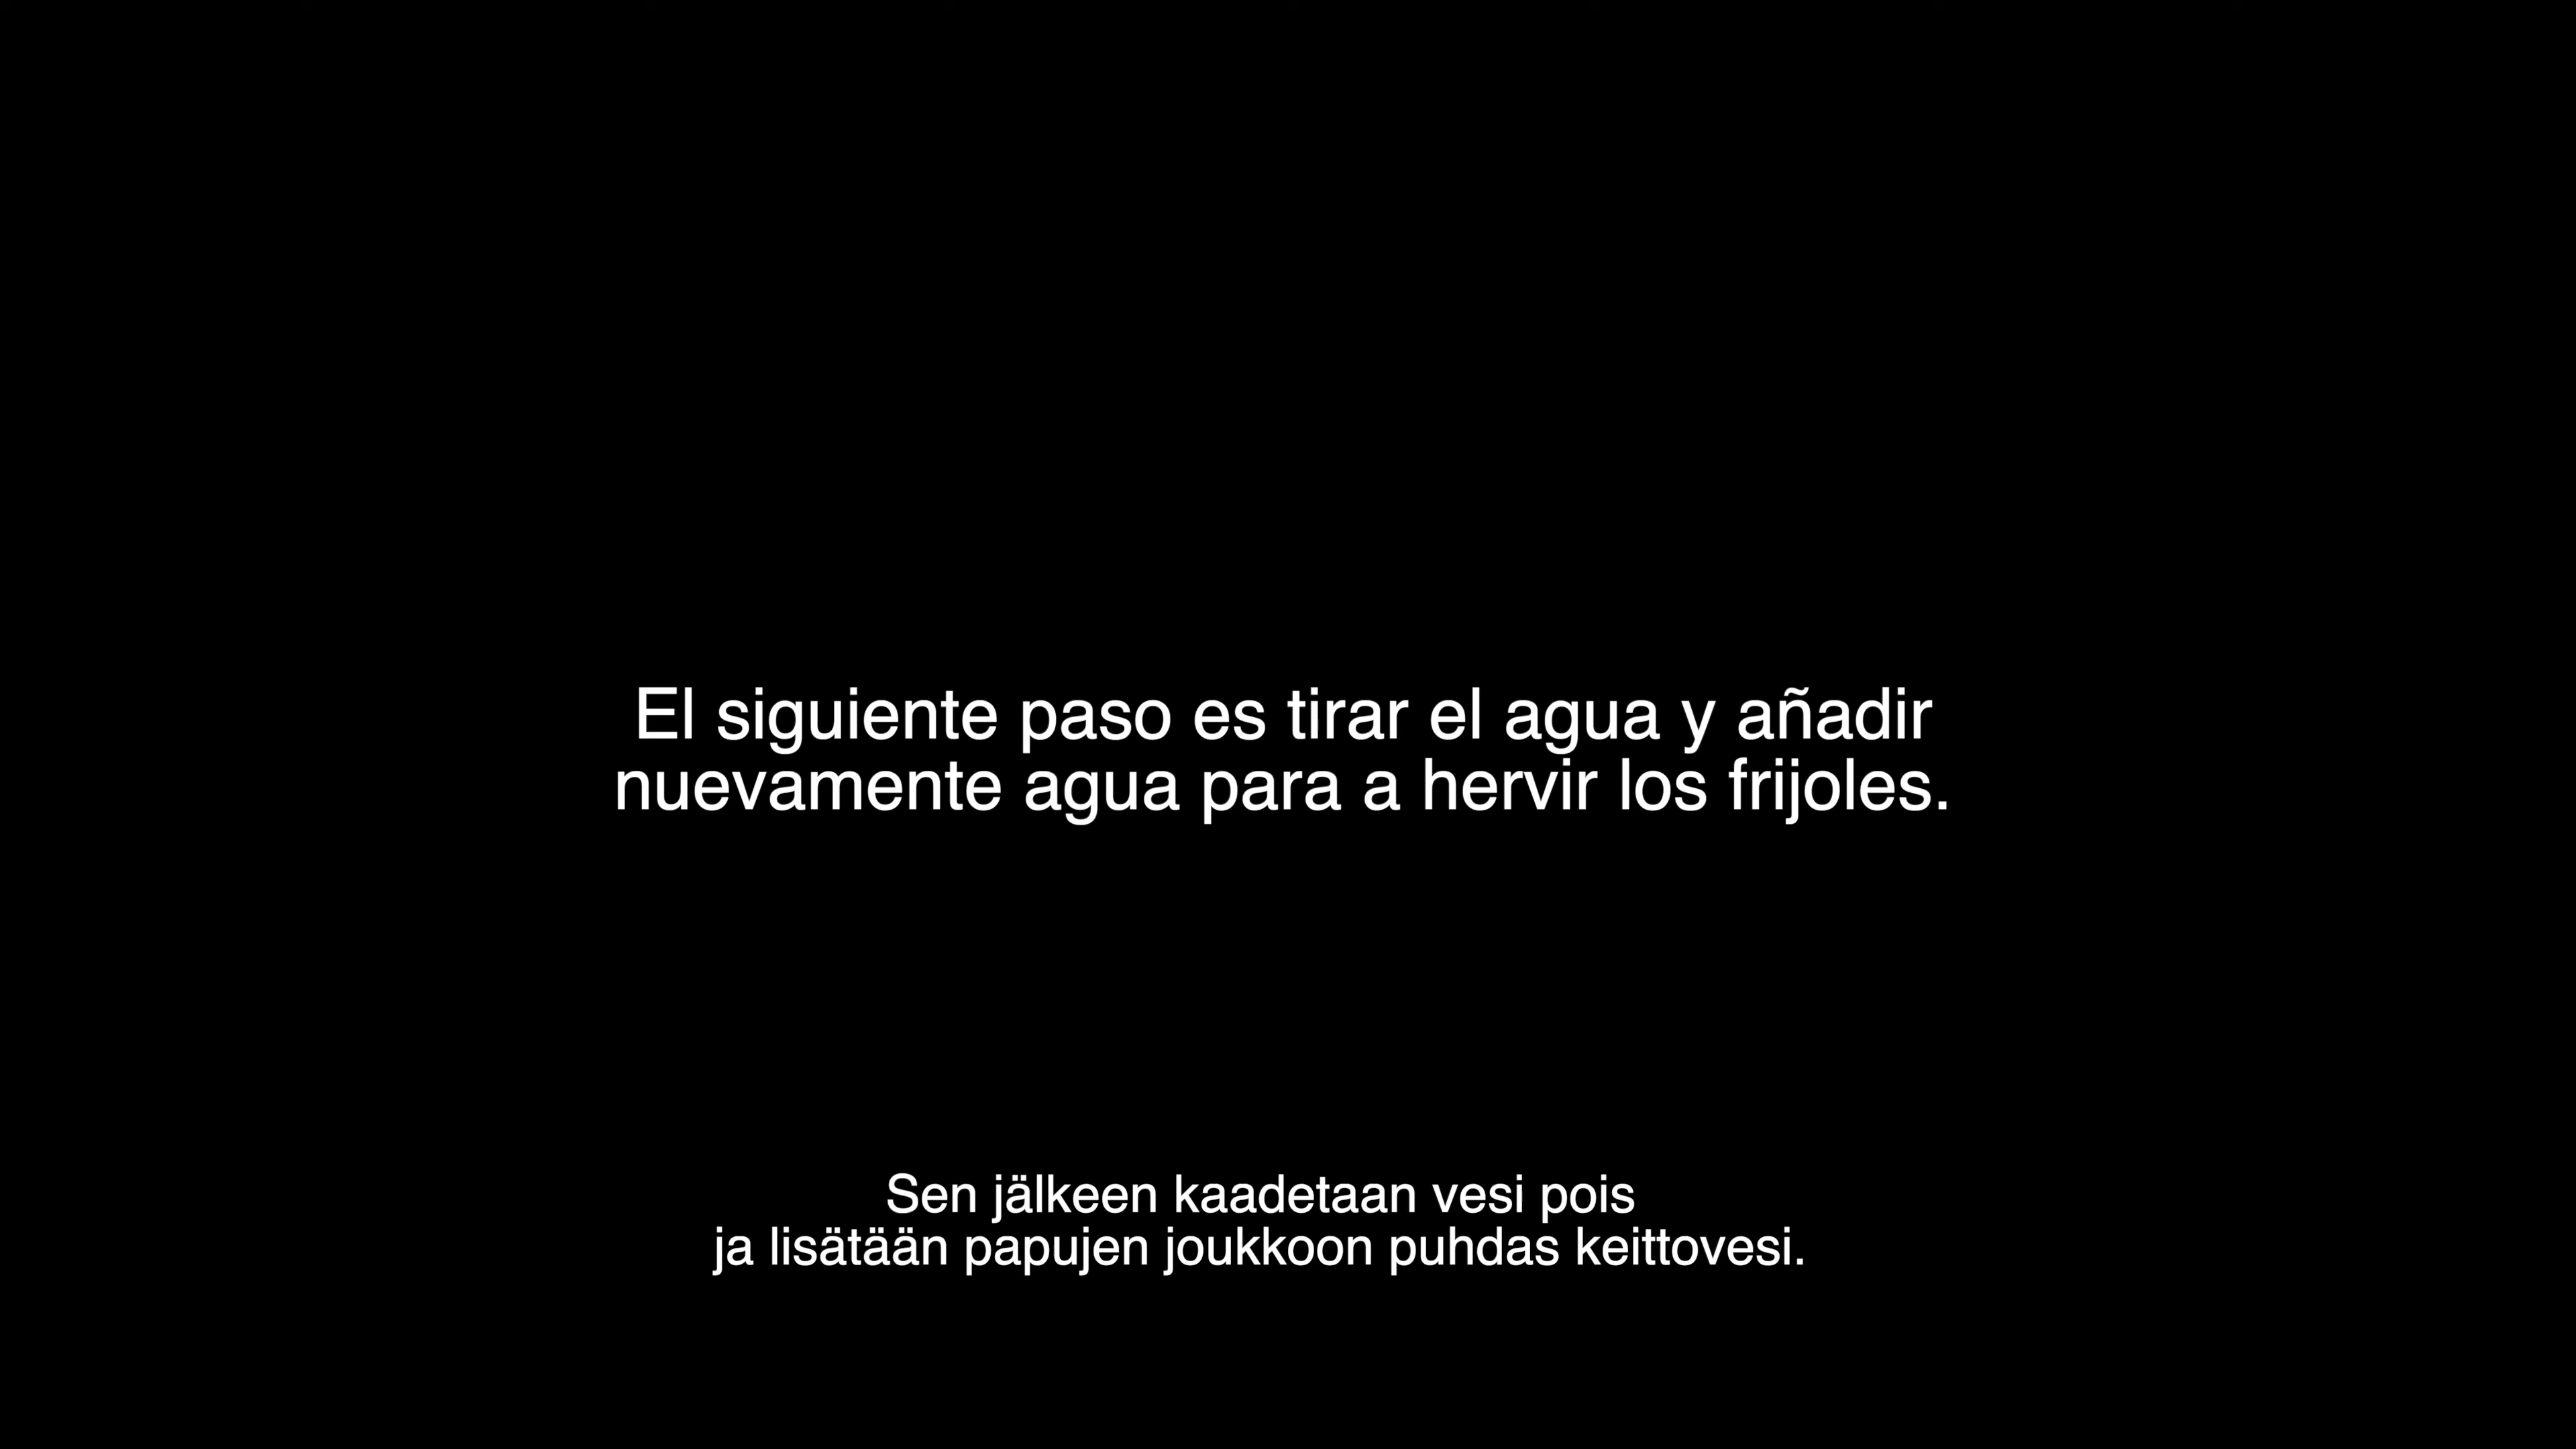 El siguiente paso es tirar el agua y añadir
nuevamente agua para a hervir los frijoles.
Sen jälkeen kaadetaan vesi pois
ja lisätään papujen joukkoon puhdas keittovesi.